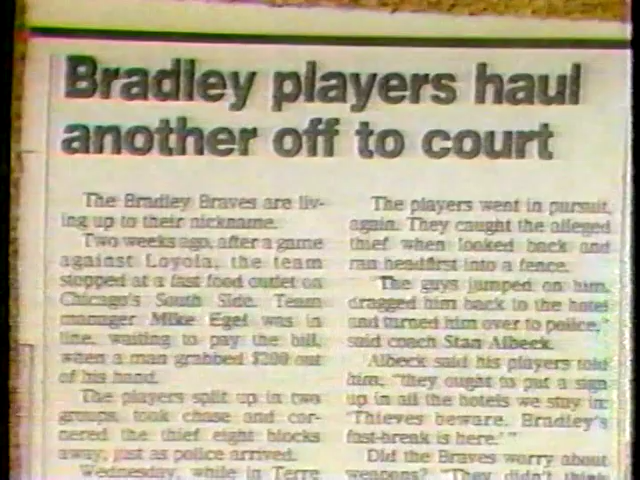 Bradley players haul
another off to court
The Bradley Braves are liv-
ing up to their nickname.
Two weeks ago, after a game
against Loyola, the team
stopped at a fast food outlet on
Chicago's South Side. Team
manager Mike Egel was in
line, waiting to pay the bill,
when a man grabbed $200 out
of his hand.
The players split up in two
groups, took chase and cor-
nered the thief eight blocks
away, just as police arrived.
Wednesday, while in Terre
The players went in pursuit,
again. They caught the alleged
thief when looked back and
ran headfirst into a fence.
"The guys jumped on him,
dragged him back to the hotel
and turned him over to police,"
said coach Stan Albeck.
Albeck said his players told
him, "they ought to put a sign
up in all the hotels we stay in:
'Thieves beware. Bradley's
fast-break is here.' "
Did the Braves worry about
weapons? "They didn't think